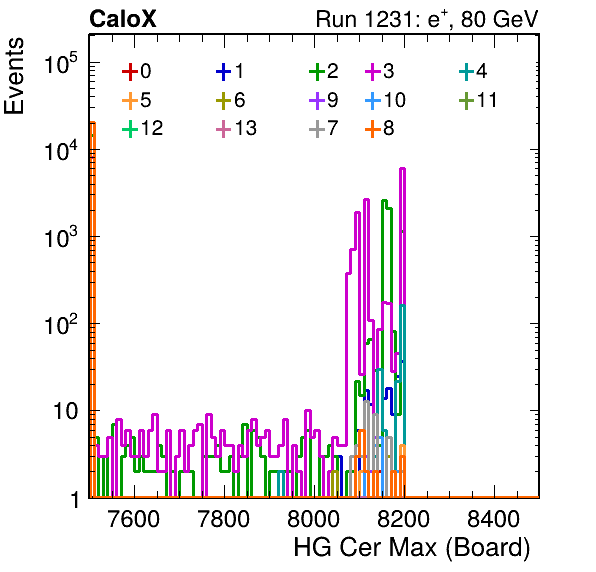 CaloX Run 1231: e⁺, 80 GeV
Events
0 1 2 3 4
5 6 9 10 11
12 13 7 8
10⁵
10⁴
10³
10²
10
1
7600 7800 8000 8200 8400
HG Cer Max (Board)